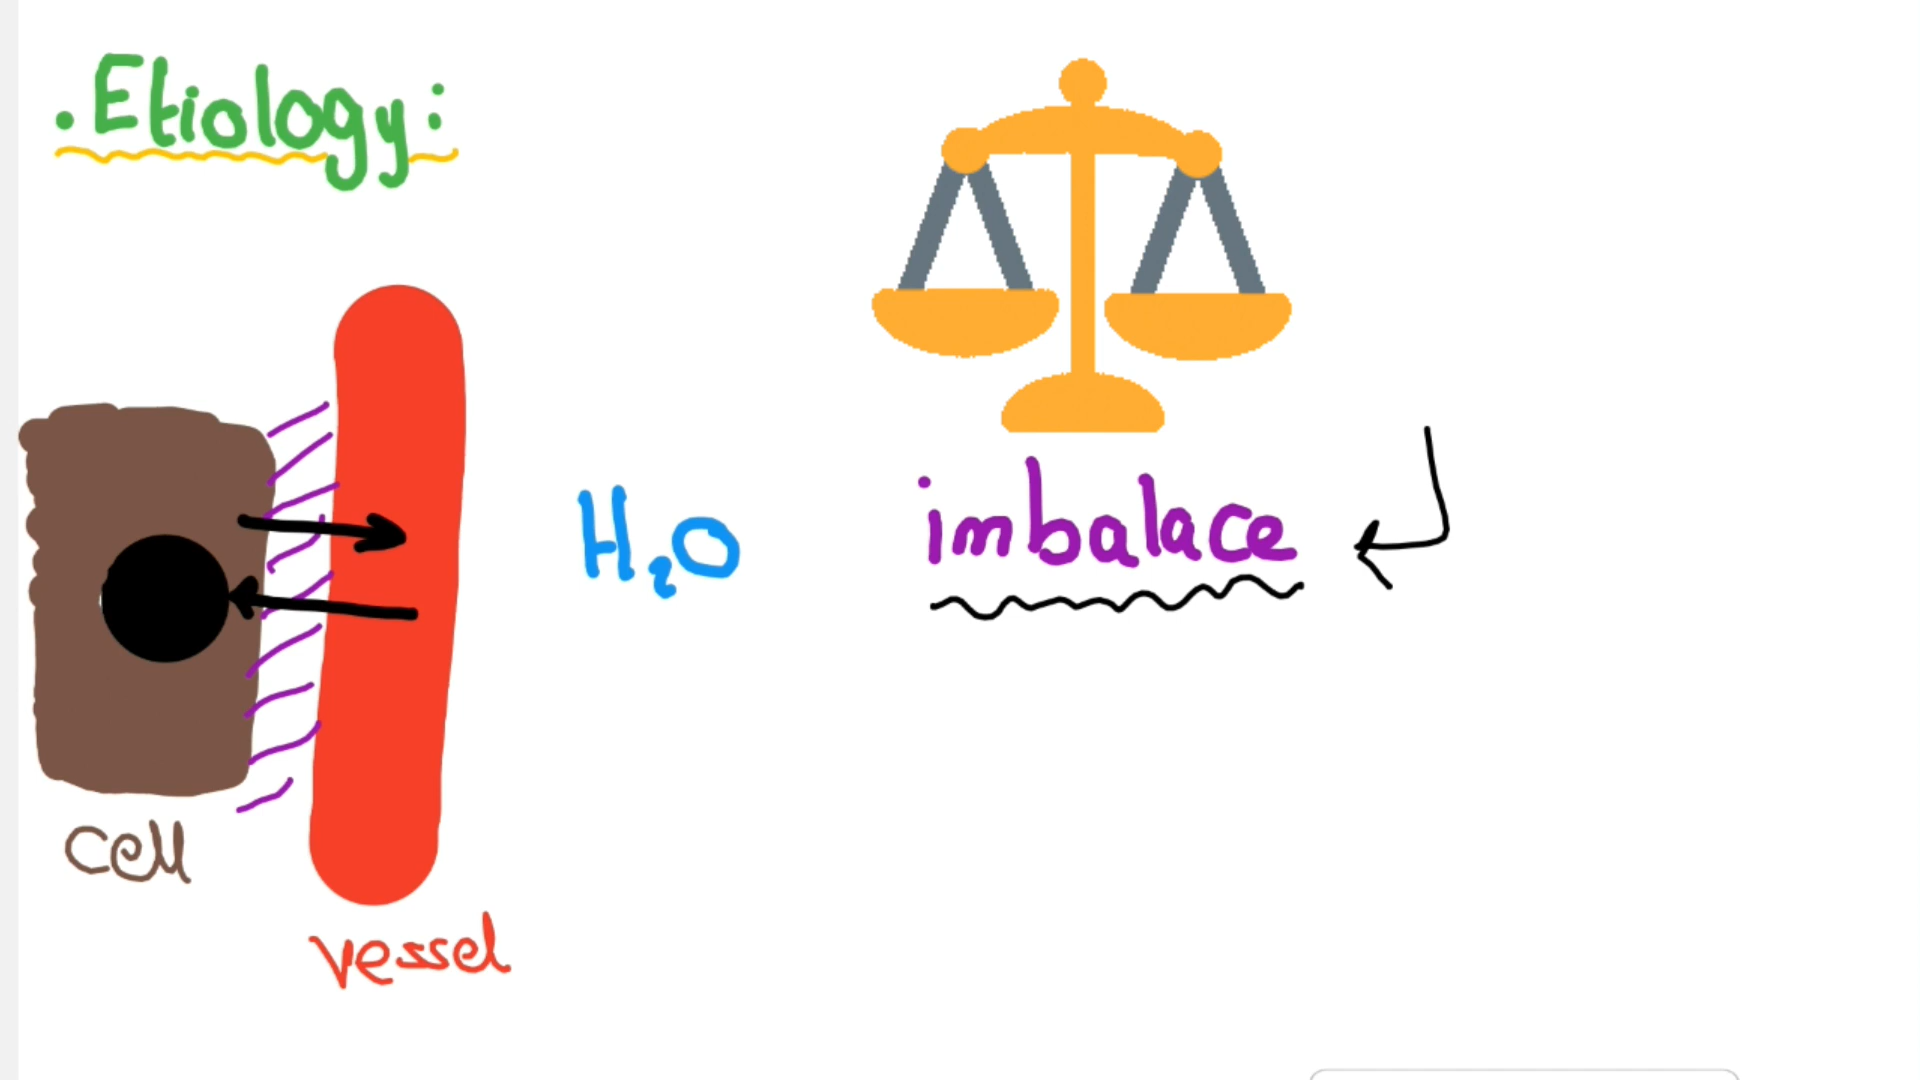 . Etiology:
H₂O
imbalace
cell
vessel